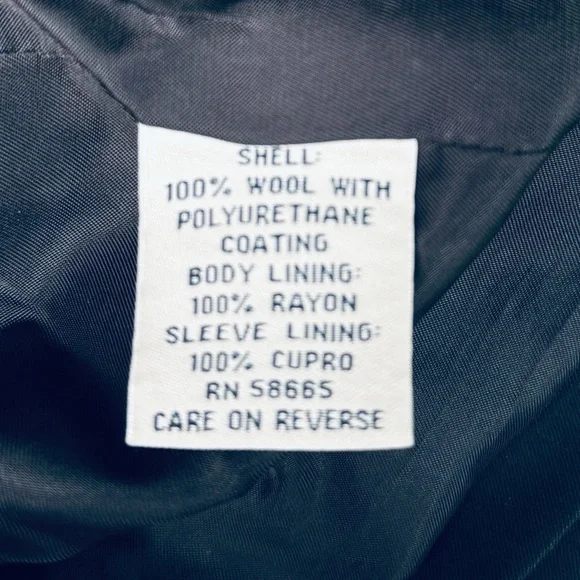 SHELL:
100% WOOL WITH
POLYURETHANE
COATING
BODY LINING:
100% RAYON
SLEEVE LINING:
100% CUPRO
RN 58665
CARE ON REVERSE